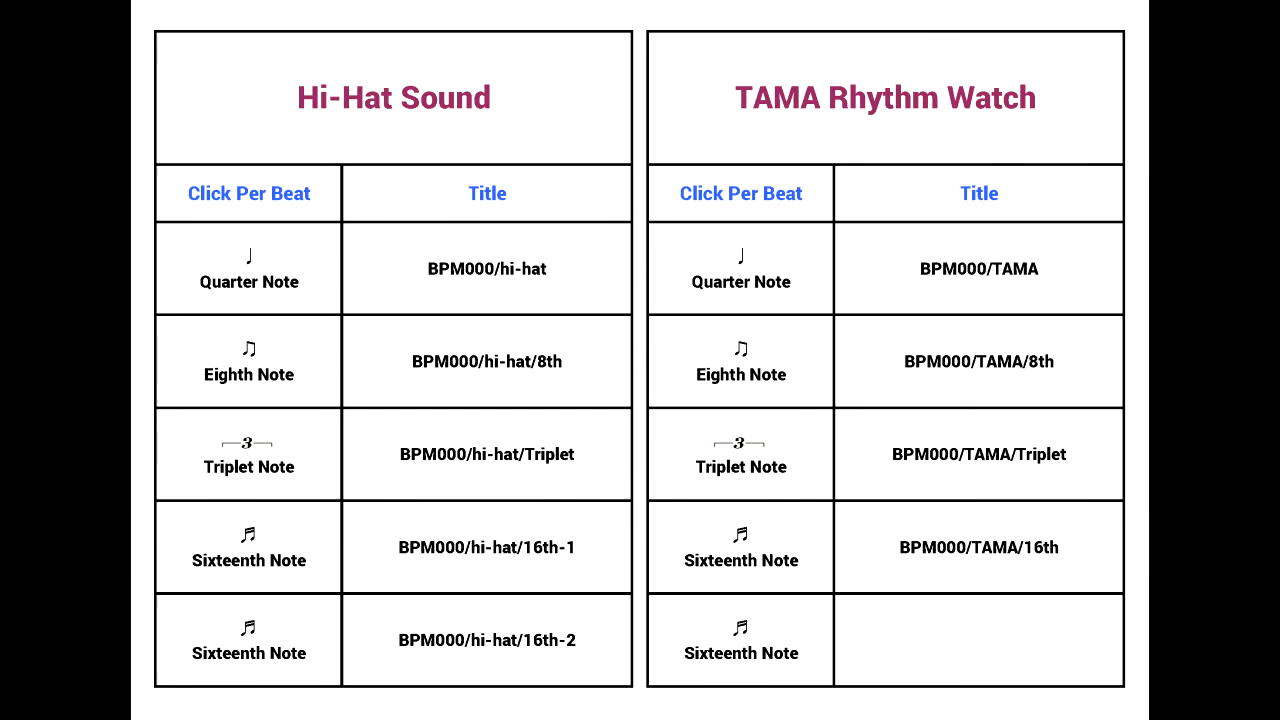 Hi-Hat Sound
Click Per Beat
Title
♩
Quarter Note
BPM000/hi-hat
♫
Eighth Note
BPM000/hi-hat/8th
3
Triplet Note
BPM000/hi-hat/Triplet
♬
Sixteenth Note
BPM000/hi-hat/16th-1
♬
Sixteenth Note
BPM000/hi-hat/16th-2
TAMA Rhythm Watch
Click Per Beat
Title
♩
Quarter Note
BPM000/TAMA
♫
Eighth Note
BPM000/TAMA/8th
3
Triplet Note
BPM000/TAMA/Triplet
♬
Sixteenth Note
BPM000/TAMA/16th
♬
Sixteenth Note